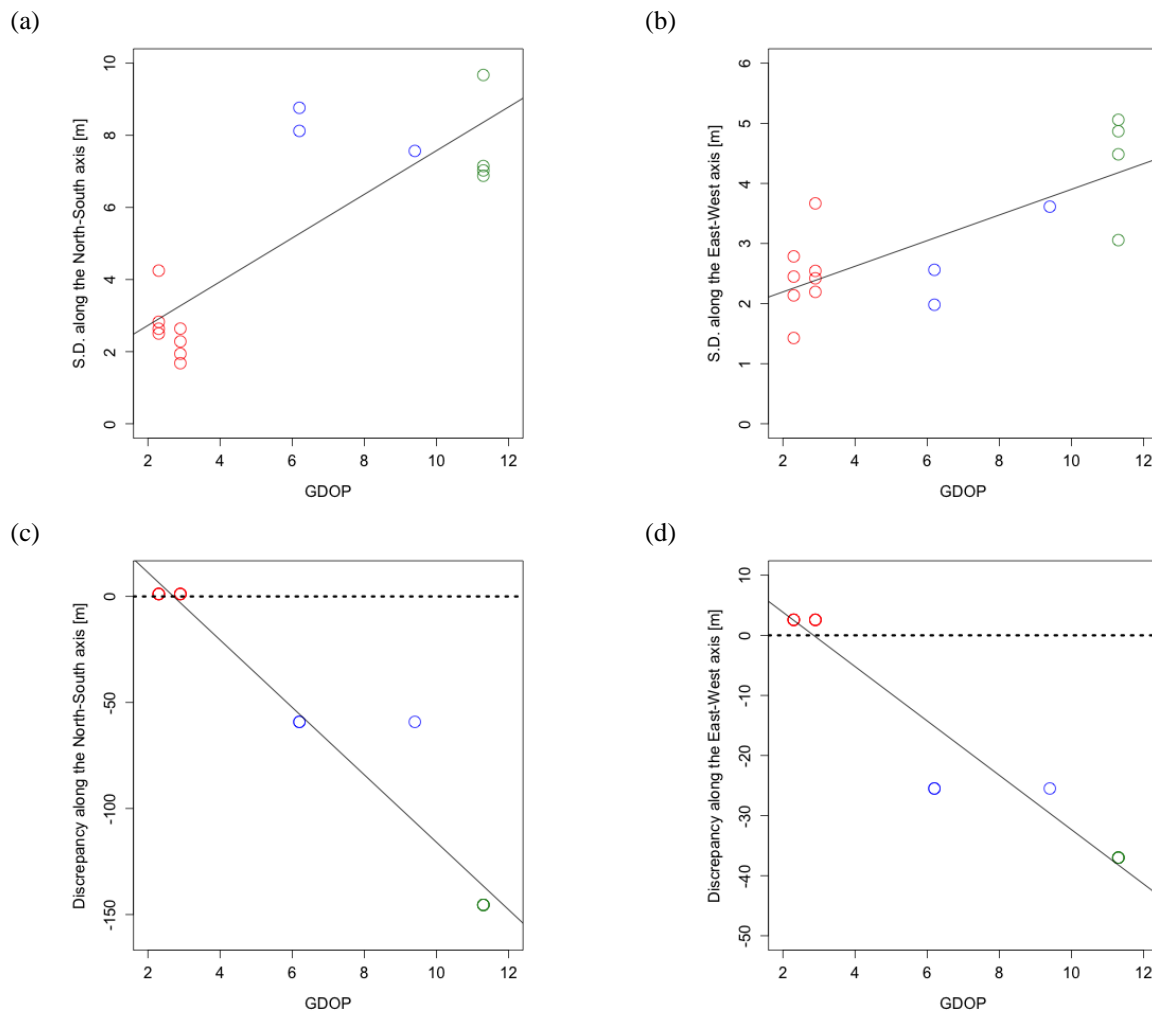 (a)
S.D. along the North-South axis [m]
10
8
6
4
2
0
2 4 6 8 10 12
GDOP
(b)
S.D. along the East-West axis [m]
6
5
4
3
2
1
0
2 4 6 8 10 12
GDOP
(c)
Discrepancy along the North-South axis [m]
0
-50
-100
-150
2 4 6 8 10 12
GDOP
(d)
Discrepancy along the East-West axis [m]
10
0
-10
-20
-30
-40
-50
2 4 6 8 10 12
GDOP